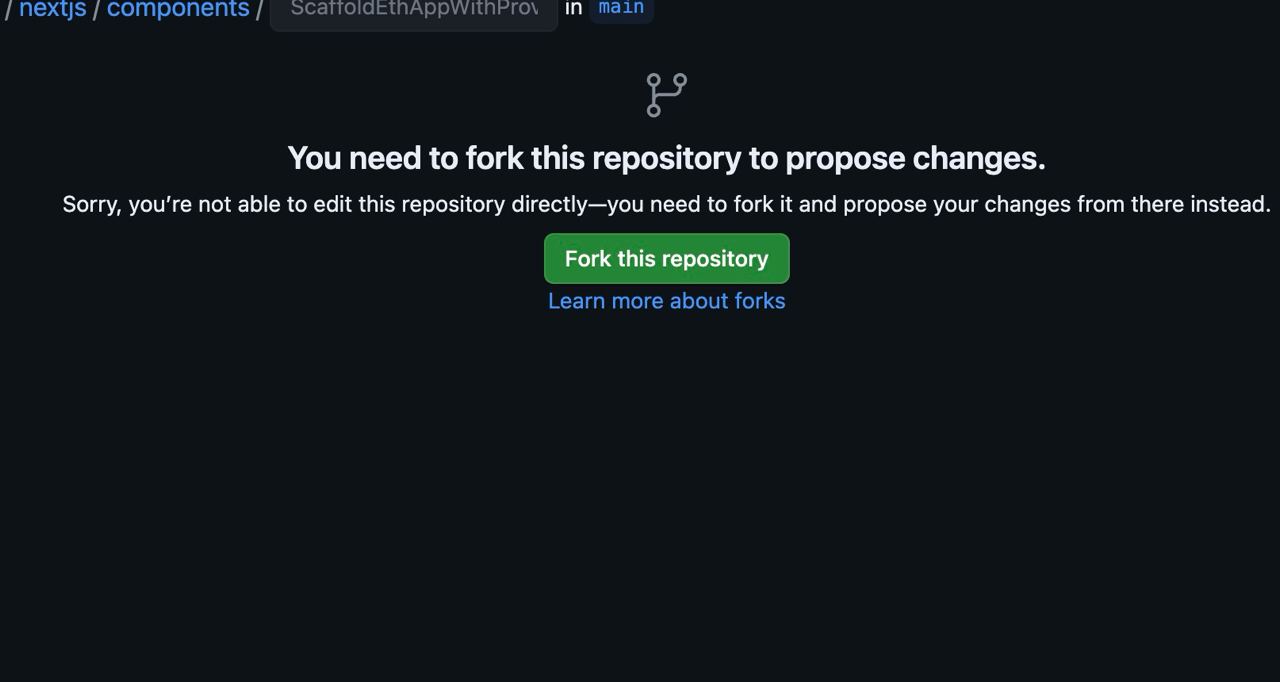 / nextjs / components / ScaffoldEthAppWithProv in main
You need to fork this repository to propose changes.
Sorry, you’re not able to edit this repository directly—you need to fork it and propose your changes from there instead.
Fork this repository
Learn more about forks